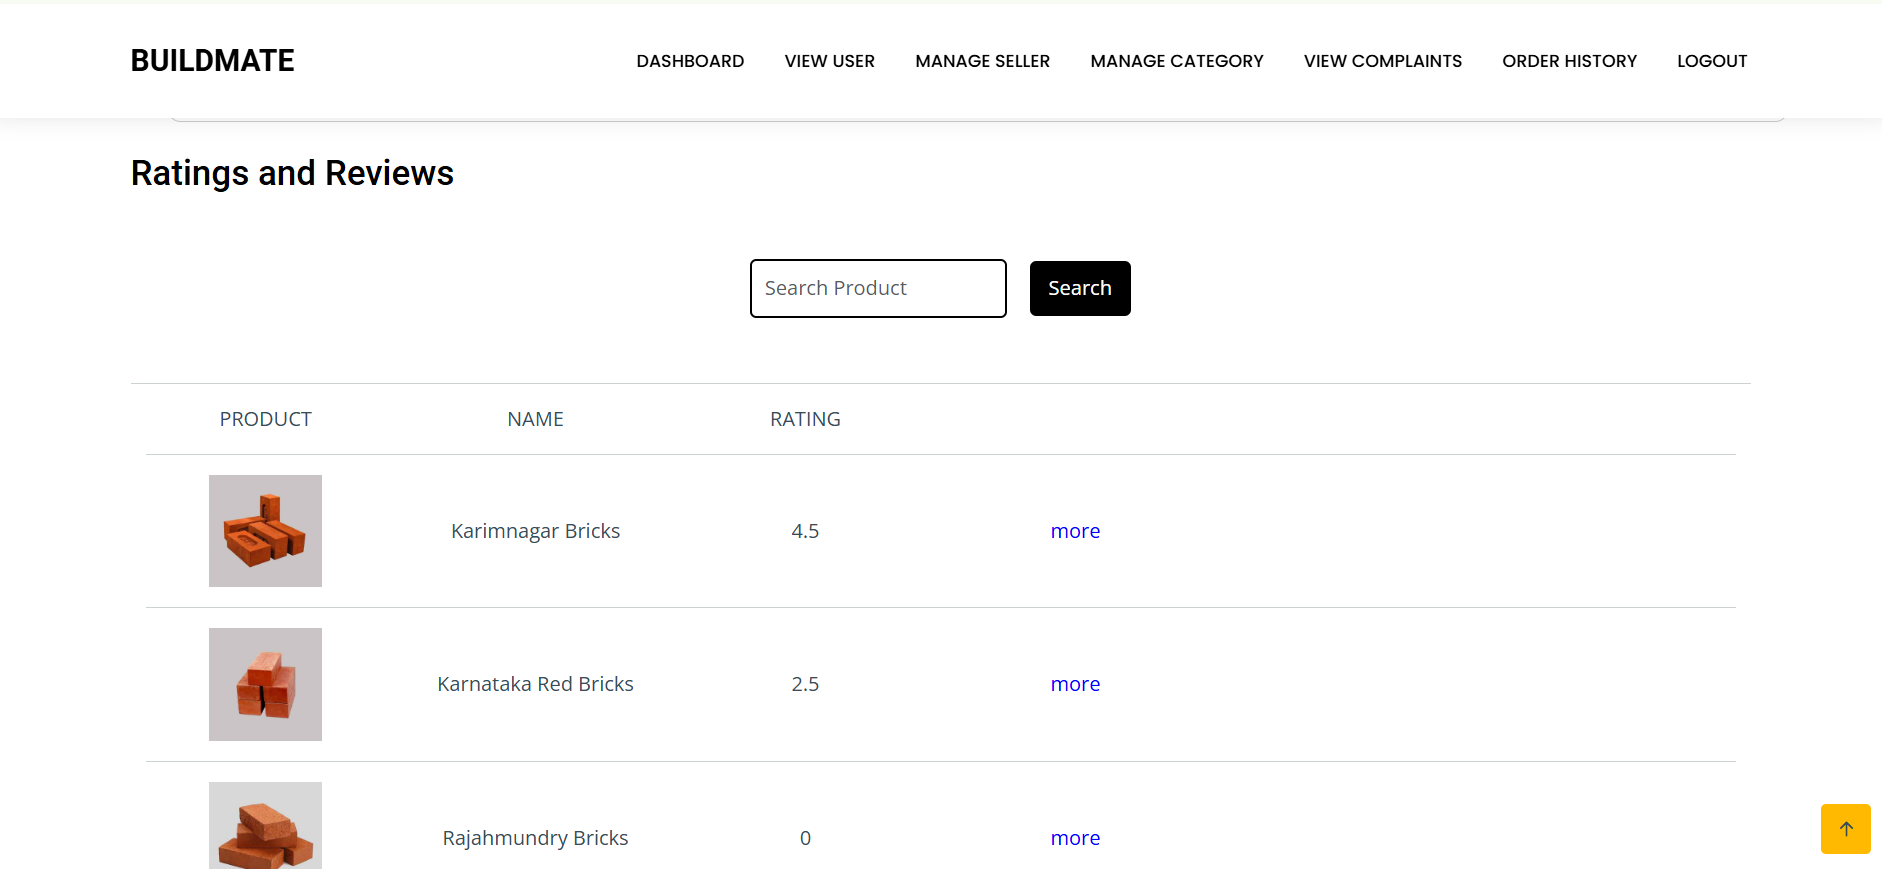 BUILDMATE
DASHBOARD VIEW USER MANAGE SELLER MANAGE CATEGORY VIEW COMPLAINTS ORDER HISTORY LOGOUT
Ratings and Reviews
Search Product Search
PRODUCT NAME RATING
Karimnagar Bricks 4.5 more
Karnataka Red Bricks 2.5 more
Rajahmundry Bricks 0 more